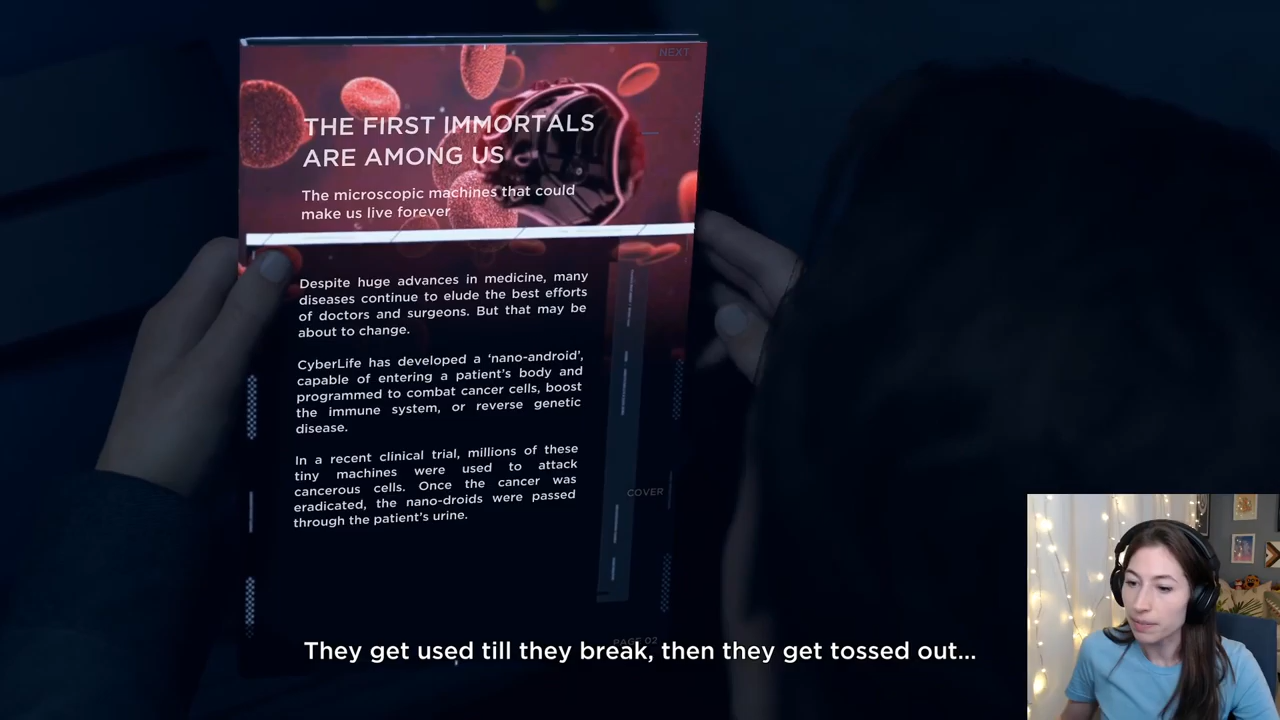 NEXT
THE FIRST IMMORTALS
ARE AMONG US
The microscopic machines that could
make us live forever
Despite huge advances in medicine, many
diseases continue to elude the best efforts
of doctors and surgeons. But that may be
about to change.
CyberLife has developed a ‘nano-android’,
capable of entering a patient’s body and
programmed to combat cancer cells, boost
the immune system, or reverse genetic
disease.
In a recent clinical trial, millions of these
tiny machines were used to attack
cancerous cells. Once the cancer was
eradicated, the nano-droids were passed
through the patient’s urine.
COVER
PAGE 02
They get used till they break, then they get tossed out...